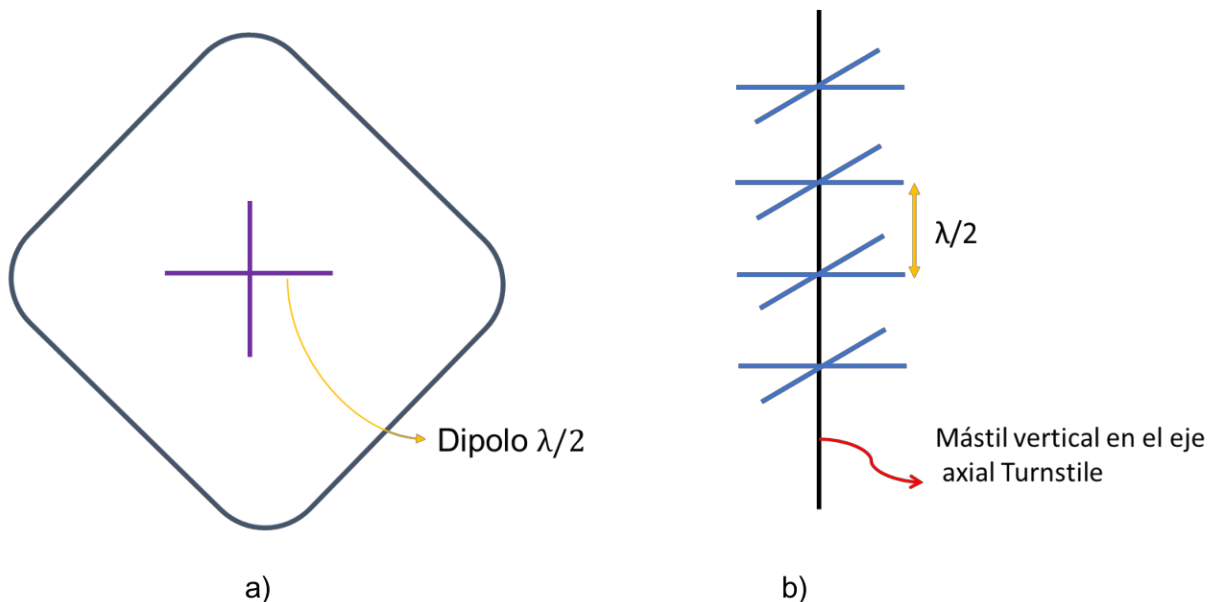 Dipolo λ/2
λ/2
Mástil vertical en el eje
axial Turnstile
a)
b)